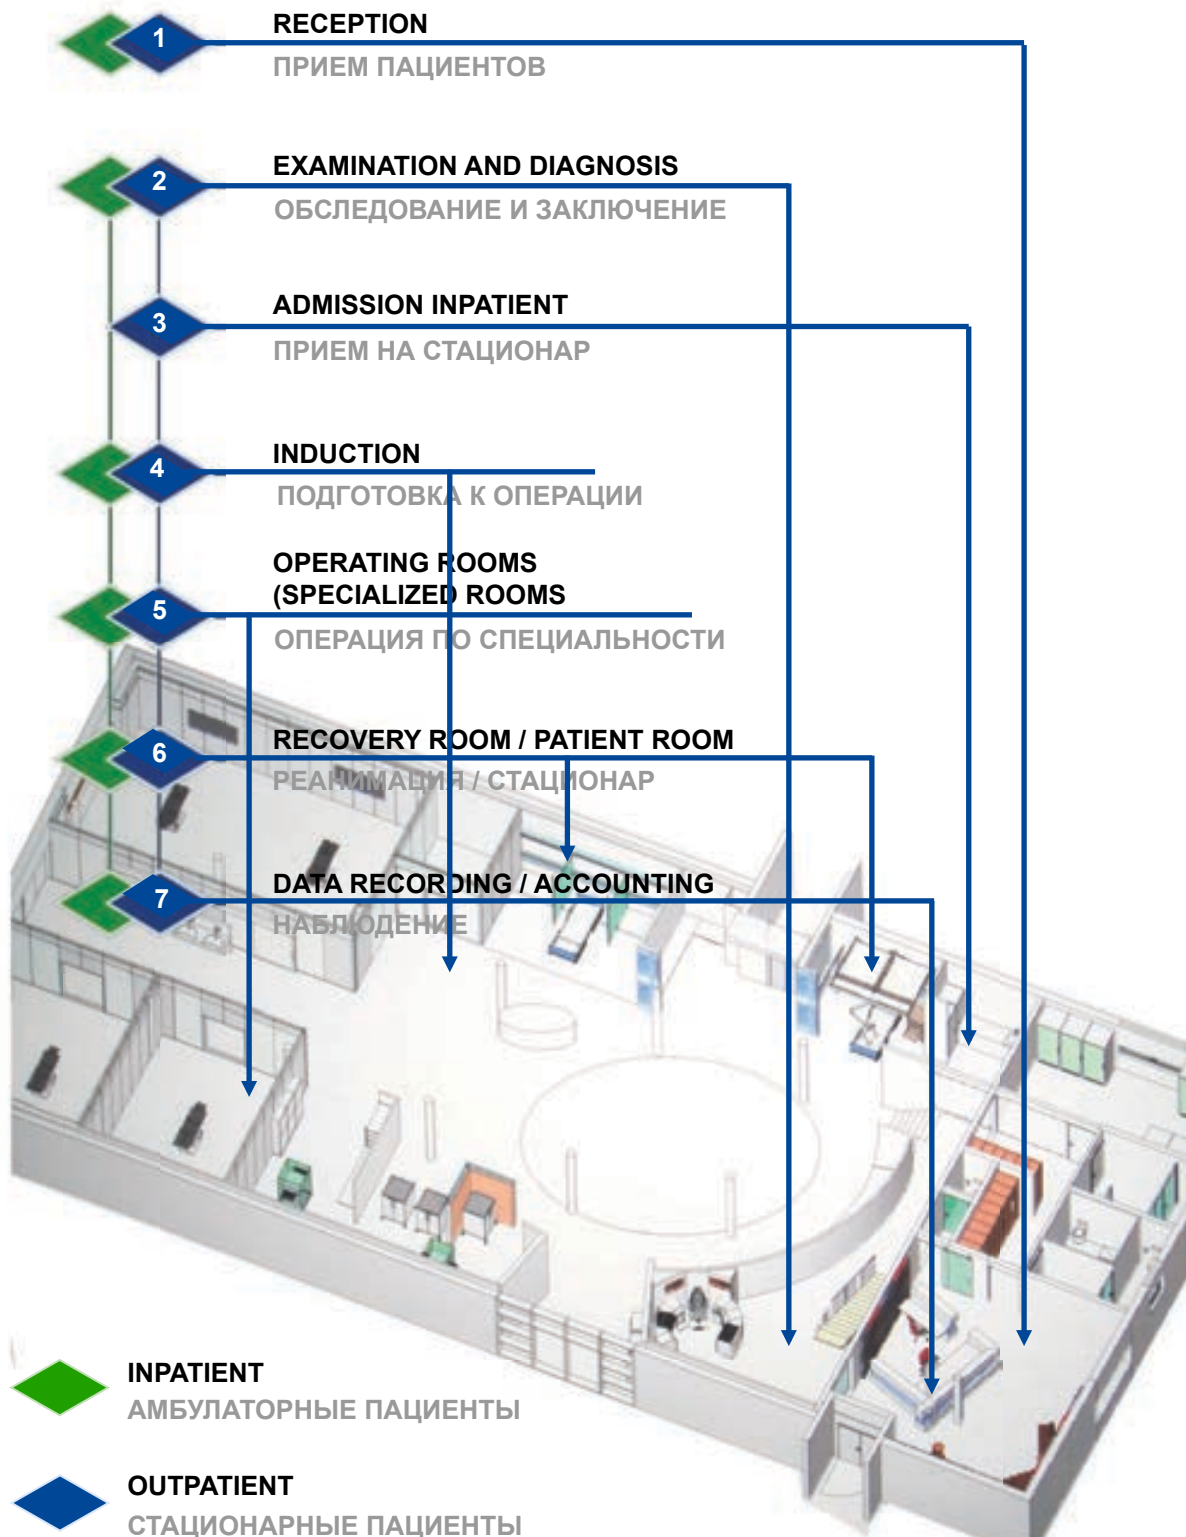 1
RECEPTION
ПРИЕМ ПАЦИЕНТОВ
2
EXAMINATION AND DIAGNOSIS
ОБСЛЕДОВАНИЕ И ЗАКЛЮЧЕНИЕ
3
ADMISSION INPATIENT
ПРИЕМ НА СТАЦИОНАР
4
INDUCTION
ПОДГОТОВКА К ОПЕРАЦИИ
OPERATING ROOMS
(SPECIALIZED ROOMS
5
ОПЕРАЦИЯ ПО СПЕЦИАЛЬНОСТИ
6
RECOVERY ROOM / PATIENT ROOM
РЕАНИМАЦИЯ / СТАЦИОНАР
7
DATA RECORDING / ACCOUNTING
НАБЛЮДЕНИЕ
INPATIENT
АМБУЛАТОРНЫЕ ПАЦИЕНТЫ
OUTPATIENT
СТАЦИОНАРНЫЕ ПАЦИЕНТЫ